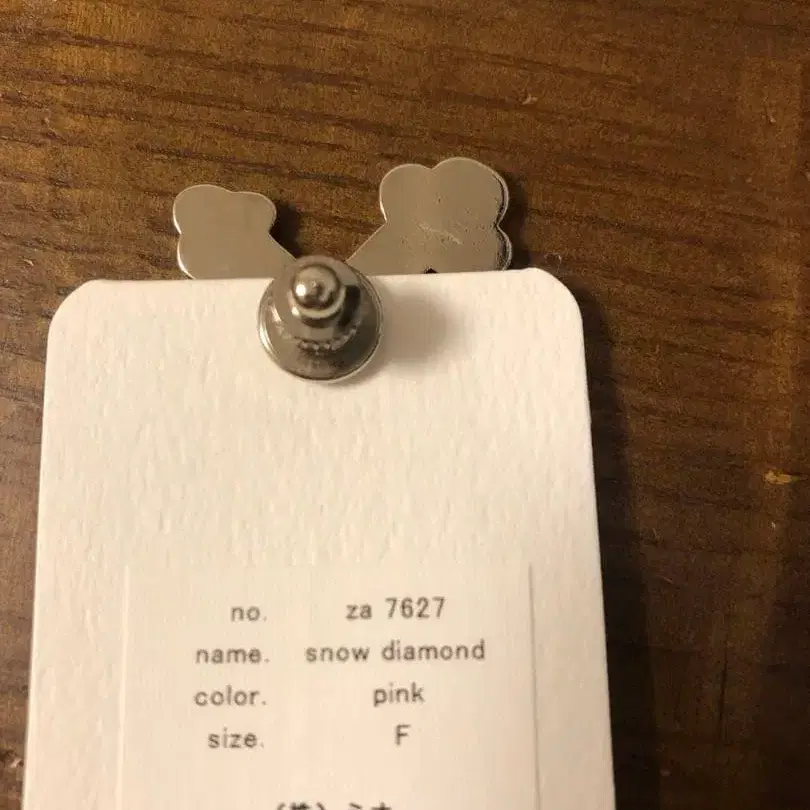 no. za 7627
name. snow diamond
color. pink
size. F